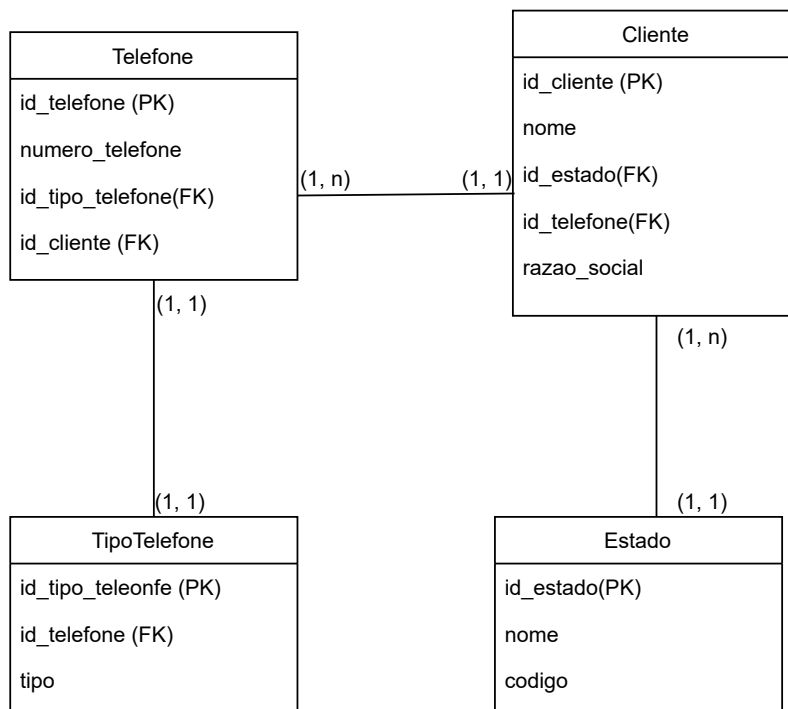 Telefone
id_telefone (PK)
numero_telefone
id_tipo_telefone(FK)
id_cliente (FK)
(1, n)
(1, 1)
Cliente
id_cliente (PK)
nome
id_estado(FK)
id_telefone(FK)
razao_social
(1, 1)
(1, 1)
(1, n)
(1, 1)
TipoTelefone
id_tipo_teleonfe (PK)
id_telefone (FK)
tipo
Estado
id_estado(PK)
nome
codigo